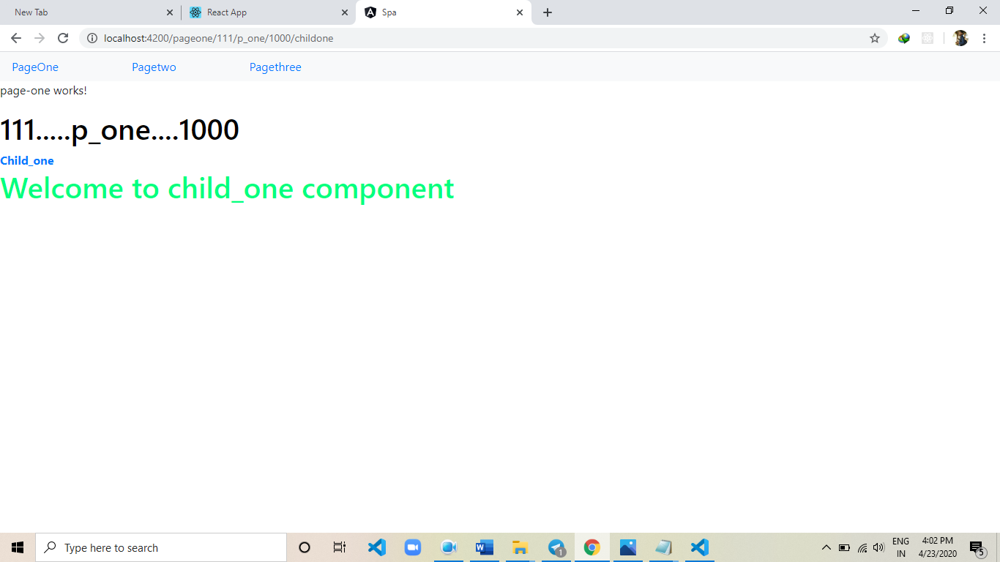 New Tab
React App
Spa
localhost:4200/pageone/111/p_one/1000/childone
PageOne Pagetwo Pagethree
page-one works!
111.....p_one....1000
Child_one
Welcome to child_one component
Type here to search
1
ENG
IN
4:02 PM
4/23/2020
5